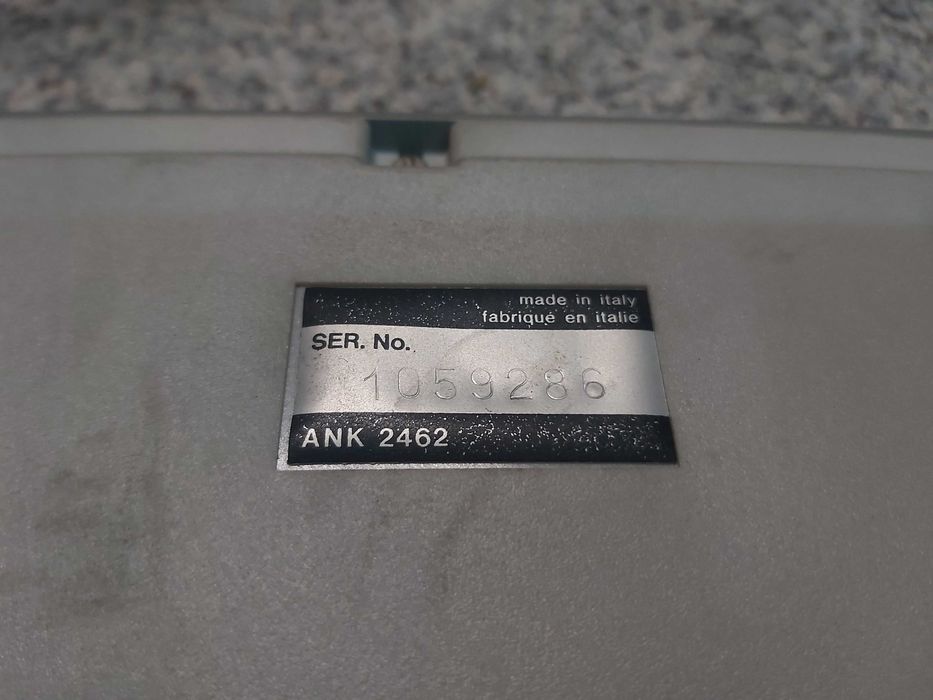 made in italy
fabriqué en italie
SER. No.
1059286
ANK 2462